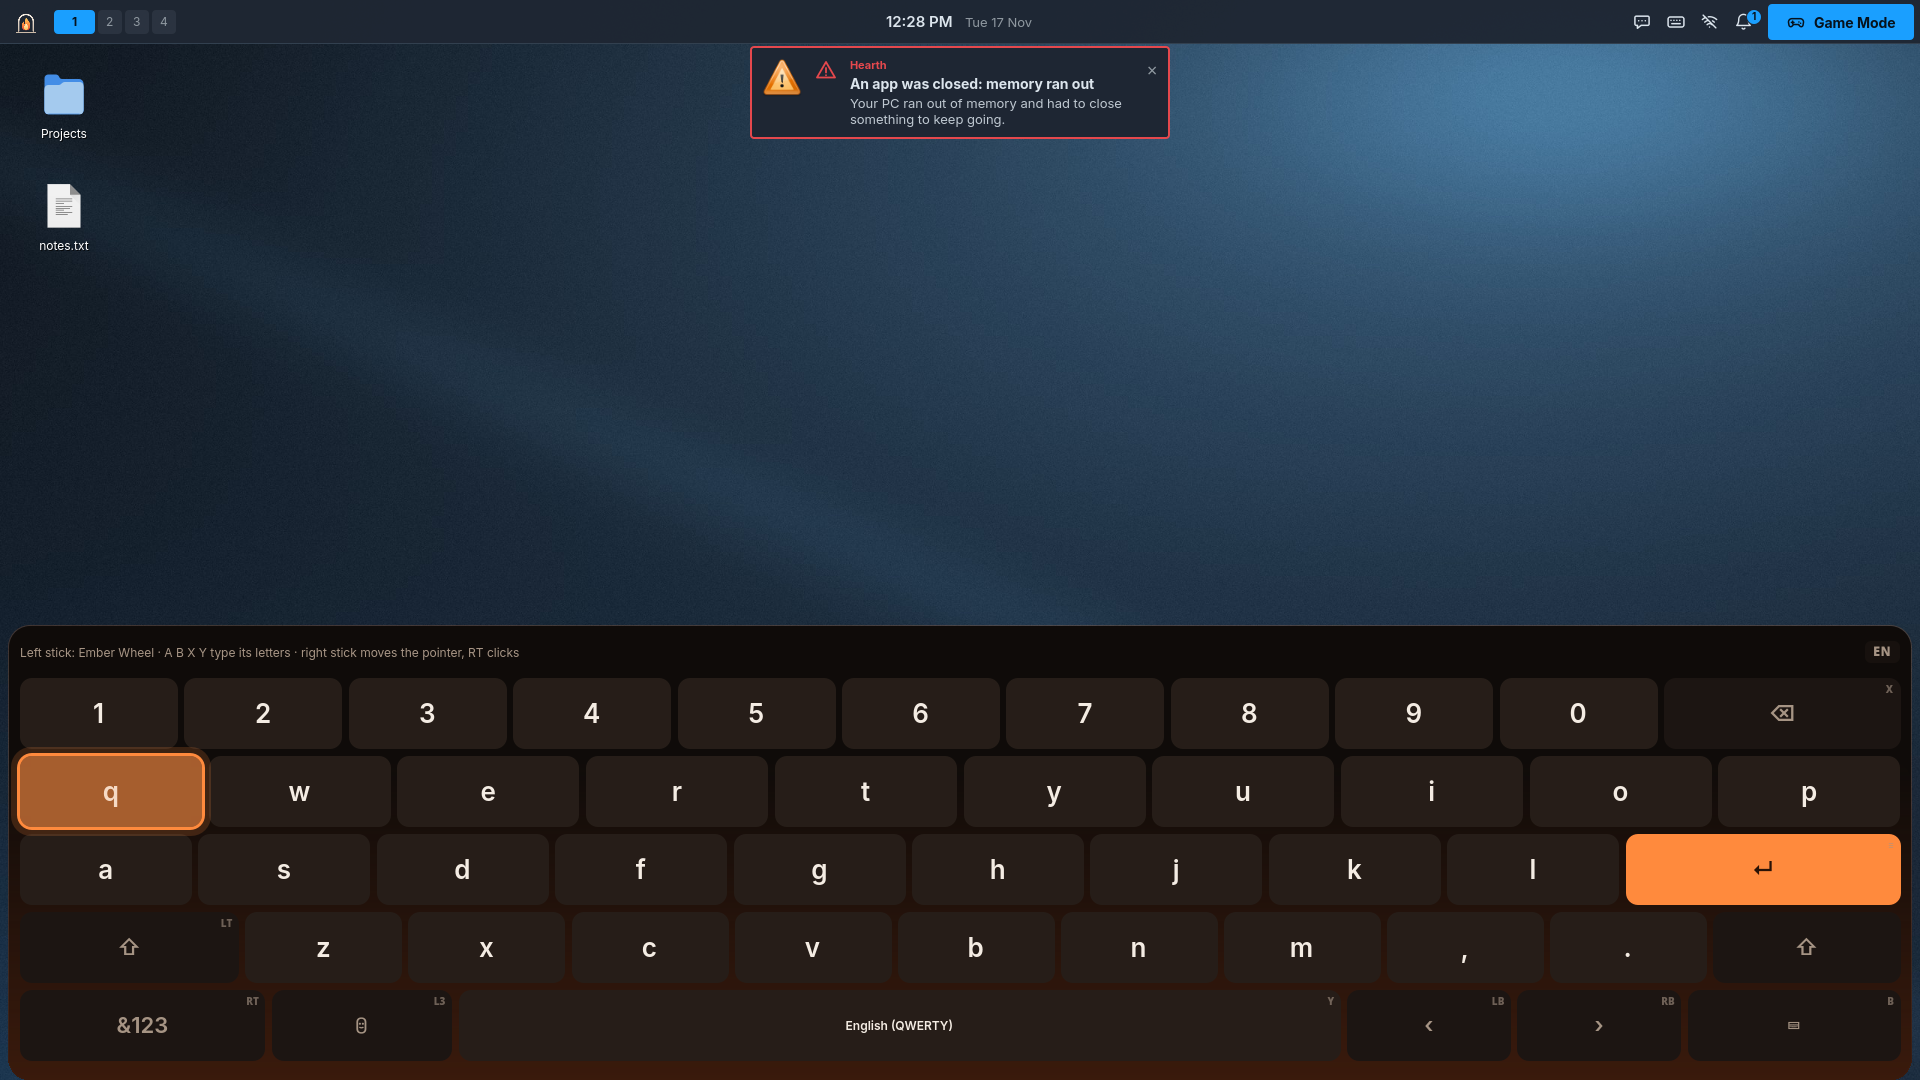 1 2 3 4
12:28 PM Tue 17 Nov
1
Game Mode
Hearth
An app was closed: memory ran out
Your PC ran out of memory and had to close
something to keep going.
Projects
notes.txt
Left stick: Ember Wheel · A B X Y type its letters · right stick moves the pointer, RT clicks
EN
1 2 3 4 5 6 7 8 9 0 X
q w e r t y u i o p
a s d f g h j k l
LT z x c v b n m , .
&123 RT L3 English (QWERTY) Y ‹ LB › RB B